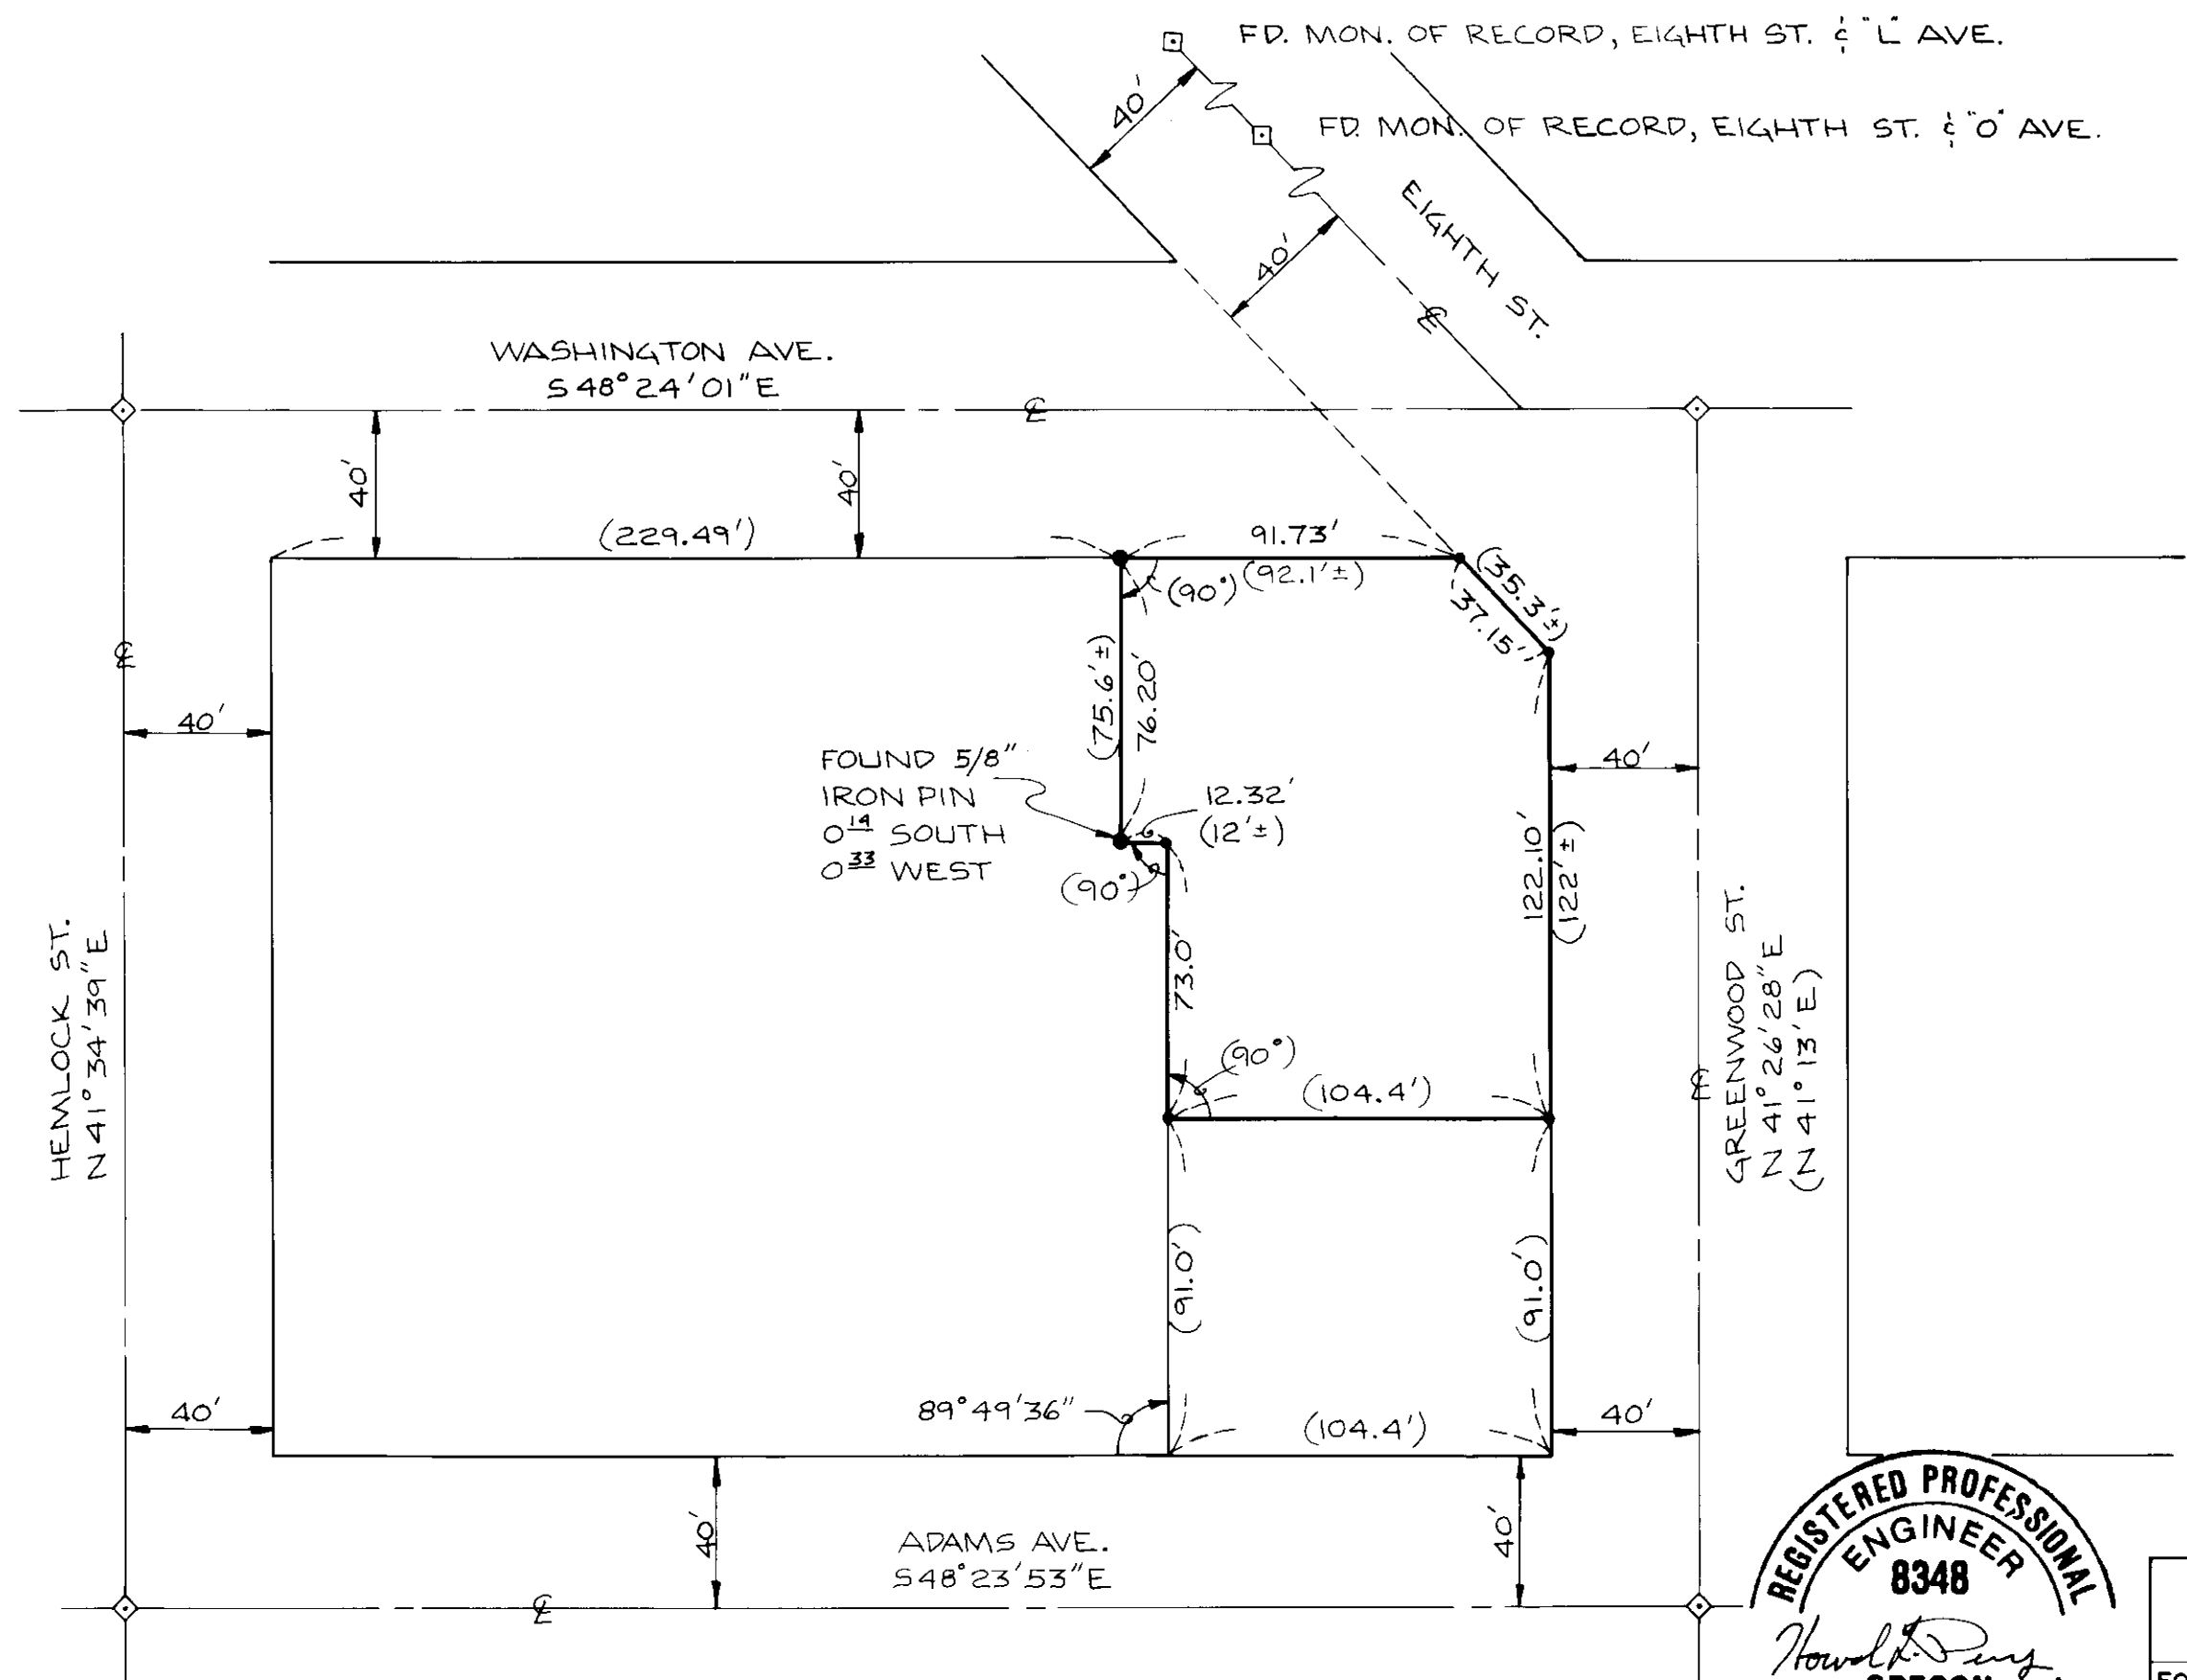 FD. MON. OF RECORD, EIGHTH ST. & "L" AVE.
40'
FD. MON. OF RECORD, EIGHTH ST. & "O" AVE.
EIGHTH ST.
40'
℄
WASHINGTON AVE.
S 48° 24' 01" E
℄
40'
40'
(229.49')
91.73'
(92.1'±)
(90°)
(35.3'±)
37.15'
℄
(75.6'±)
76.20'
40'
40'
FOUND 5/8"
IRON PIN
0 14 SOUTH
0 33 WEST
12.32'
(12'±)
(90°)
122.10'
(122'±)
73.0'
HEMLOCK ST.
N 41° 34' 39" E
GREENWOOD ST.
N 41° 26' 28" E
(N 41° 13' E)
℄
(90°)
(104.4')
(91.0')
(91.0')
89° 49' 36"
(104.4')
40'
40'
40'
40'
ADAMS AVE.
S 48° 23' 53" E
℄
REGISTERED PROFESSIONAL
ENGINEER
8348
OREGON